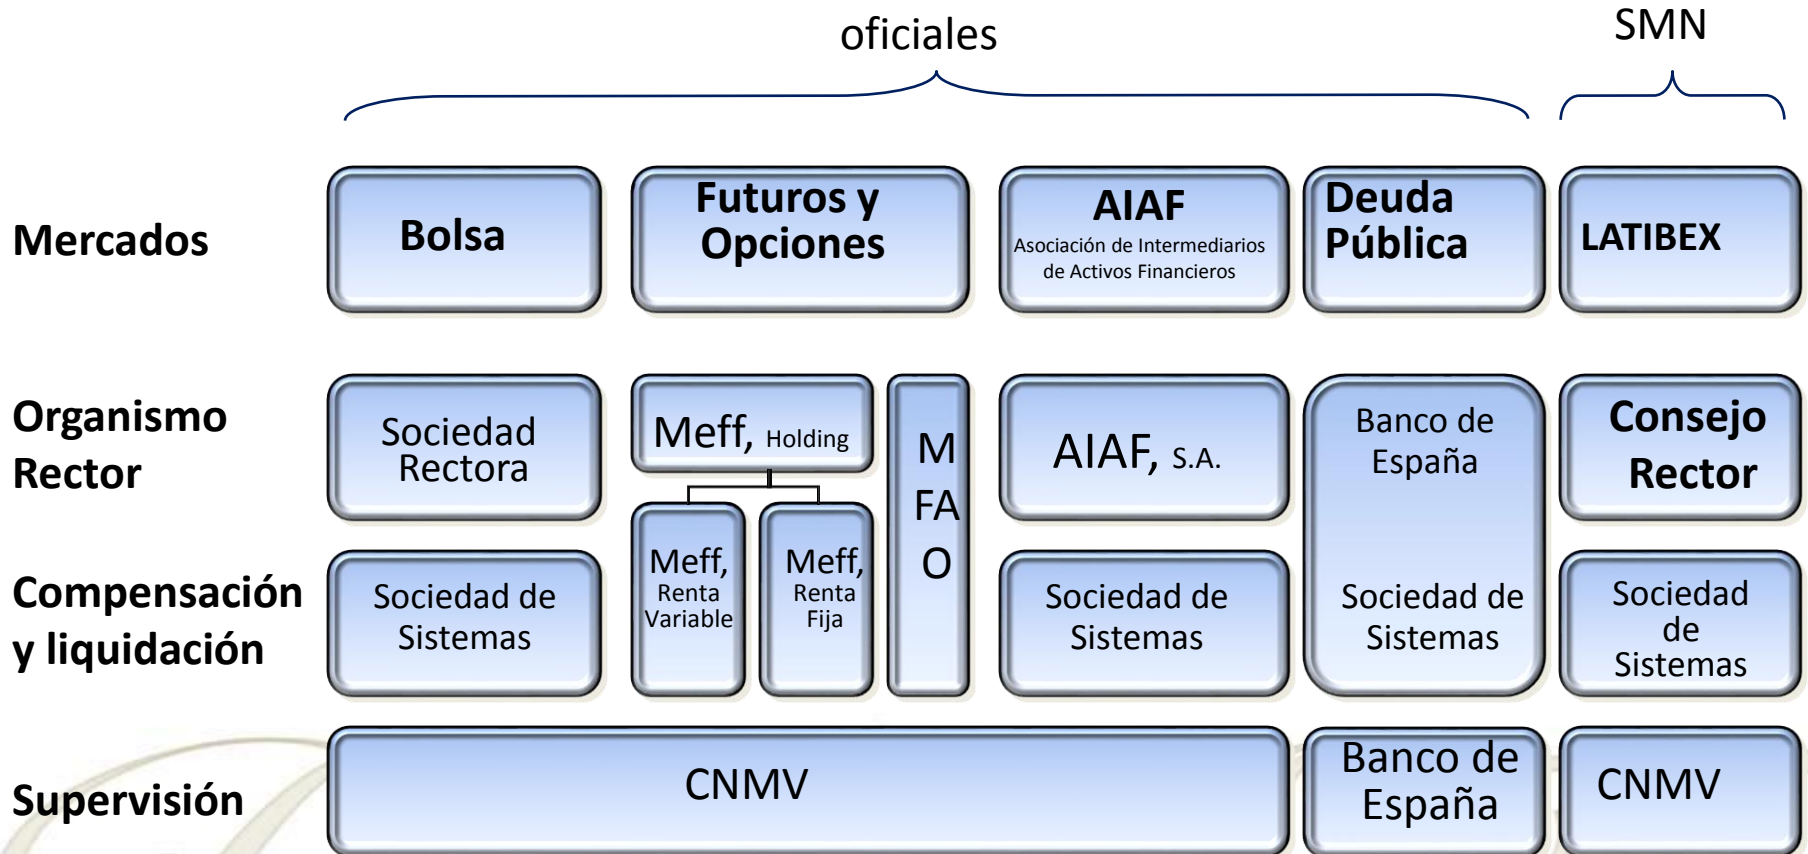 oficiales
SMN
Mercados
Bolsa
Futuros y
Opciones
AIAF
Asociación de Intermediarios
de Activos Financieros
Deuda
Pública
LATIBEX
Organismo
Rector
Sociedad
Rectora
Meff, Holding
M
FA
O
AIAF, S.A.
Banco de
España
Consejo
Rector
Compensación
y liquidación
Sociedad de
Sistemas
Meff,
Renta
Variable
Meff,
Renta
Fija
Sociedad de
Sistemas
Sociedad de
Sistemas
Sociedad
de
Sistemas
Supervisión
CNMV
Banco de
España
CNMV